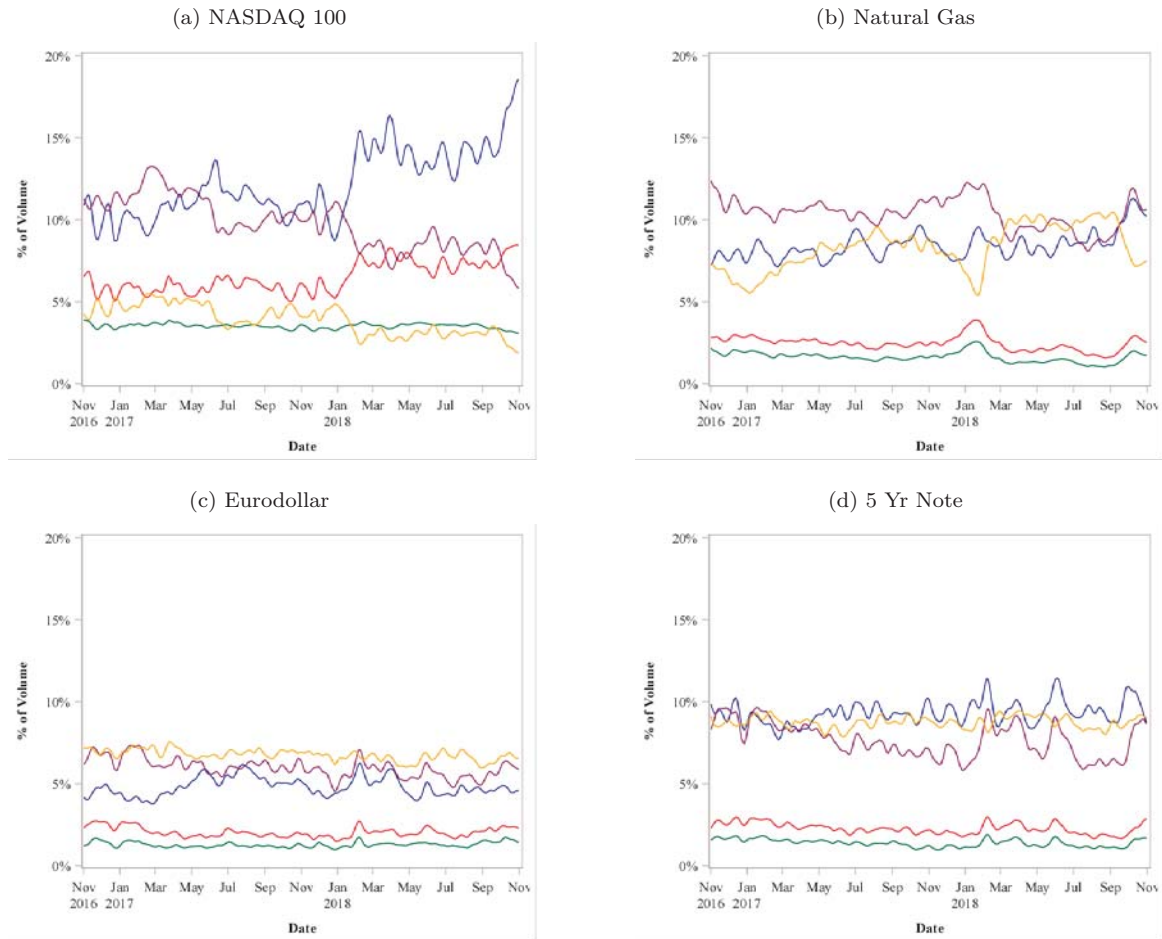 (a) NASDAQ 100
20%
15%
10%
5%
0%
% of Volume
Nov Jan Mar May Jul Sep Nov Jan Mar May Jul Sep Nov
2016 2017 2018
Date
(b) Natural Gas
20%
15%
10%
5%
0%
% of Volume
Nov Jan Mar May Jul Sep Nov Jan Mar May Jul Sep Nov
2016 2017 2018
Date
(c) Eurodollar
20%
15%
10%
5%
0%
% of Volume
Nov Jan Mar May Jul Sep Nov Jan Mar May Jul Sep Nov
2016 2017 2018
Date
(d) 5 Yr Note
20%
15%
10%
5%
0%
% of Volume
Nov Jan Mar May Jul Sep Nov Jan Mar May Jul Sep Nov
2016 2017 2018
Date